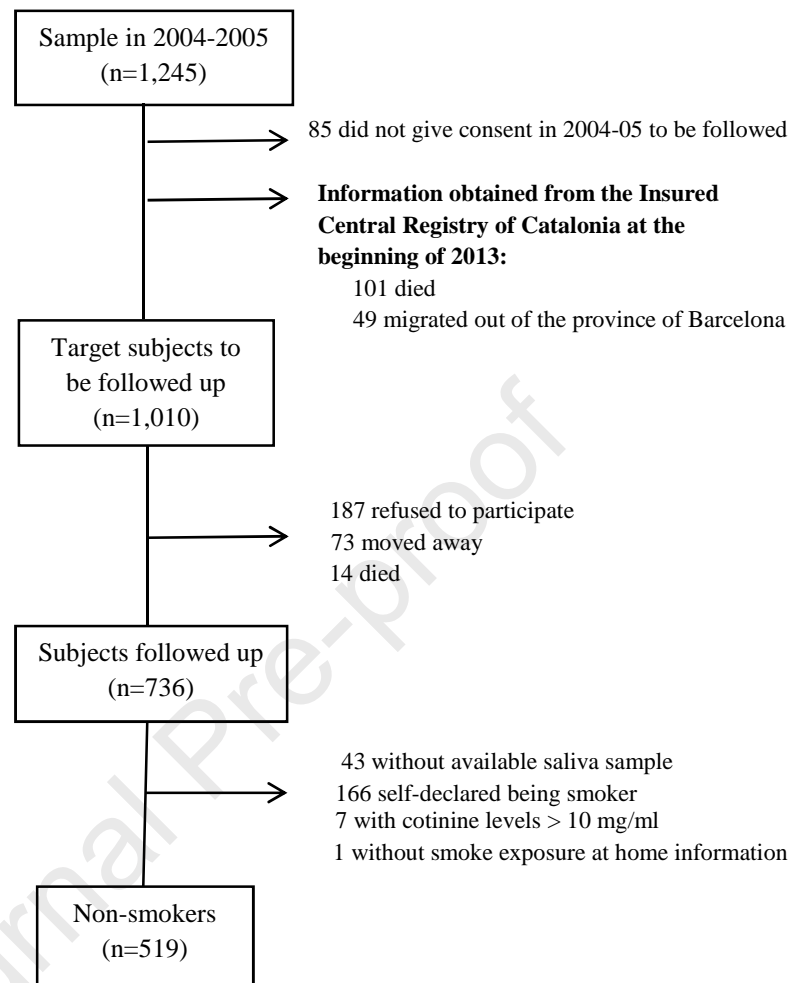 Sample in 2004-2005
(n=1,245)
85 did not give consent in 2004-05 to be followed
Information obtained from the Insured
Central Registry of Catalonia at the
beginning of 2013:
101 died
49 migrated out of the province of Barcelona
Target subjects to
be followed up
(n=1,010)
187 refused to participate
73 moved away
14 died
Subjects followed up
(n=736)
43 without available saliva sample
166 self-declared being smoker
7 with cotinine levels > 10 mg/ml
1 without smoke exposure at home information
Non-smokers
(n=519)
rnal Pre-proof